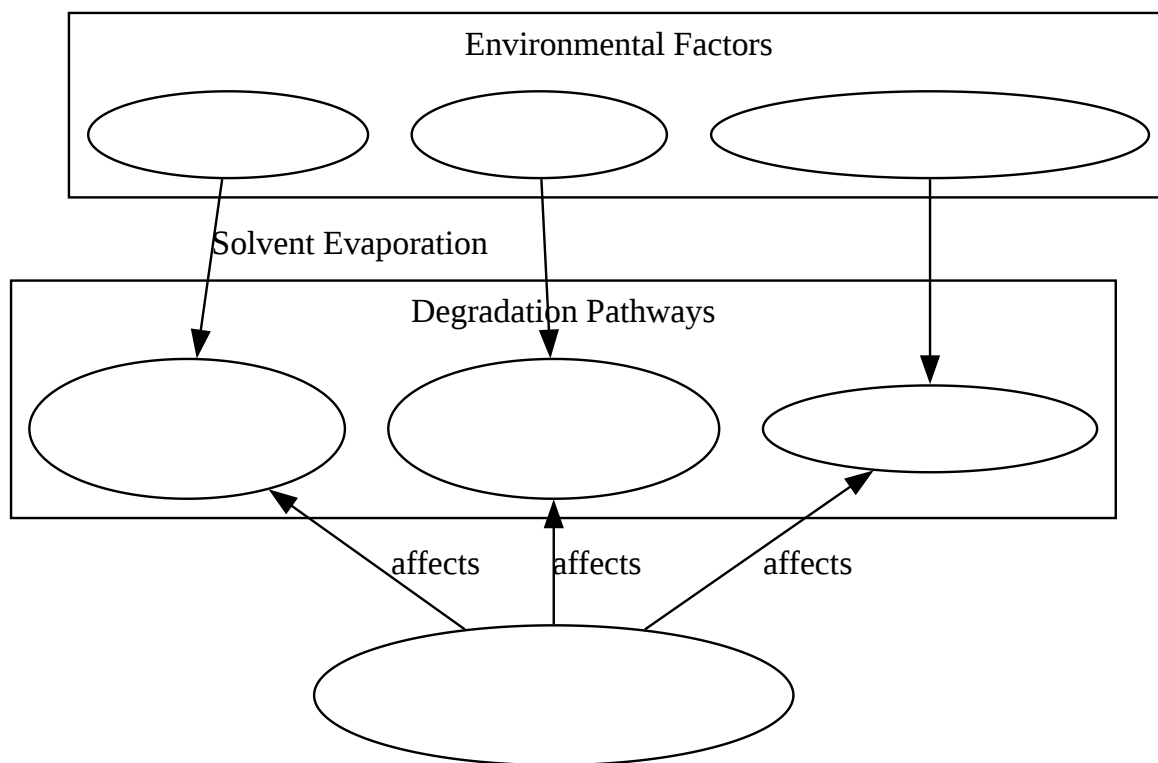 Environmental Factors
Solvent Evaporation
Degradation Pathways
affects
affects
affects